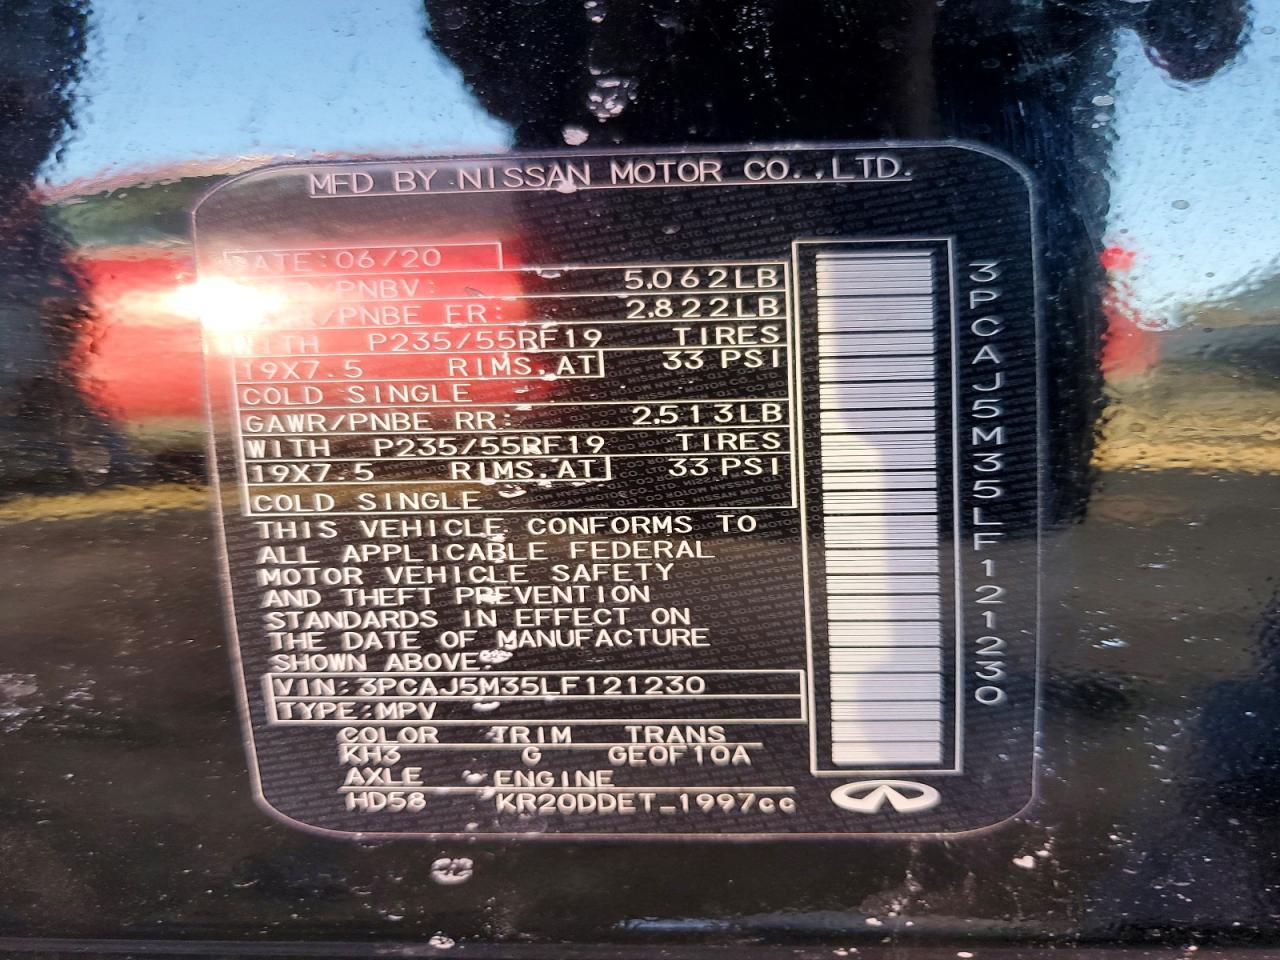 MFD BY NISSAN MOTOR CO.,LTD.
DATE:06/20
/PNBV: 5.062LB
/PNBE FR: 2.822LB
WITH P235/55RF19 TIRES
19X7.5 RIMS.AT 33 PSI
COLD SINGLE
GAWR/PNBE RR: 2.513LB
WITH P235/55RF19 TIRES
19X7.5 RIMS.AT 33 PSI
COLD SINGLE
THIS VEHICLE CONFORMS TO
ALL APPLICABLE FEDERAL
MOTOR VEHICLE SAFETY
AND THEFT PREVENTION
STANDARDS IN EFFECT ON
THE DATE OF MANUFACTURE
SHOWN ABOVE.
VIN:3PCAJ5M35LF121230
TYPE:MPV
COLOR TRIM TRANS
KH3 G GE0F10A
AXLE ENGINE
HD58 KR20DDET_1997cc
3PCAJ5M35LF121230